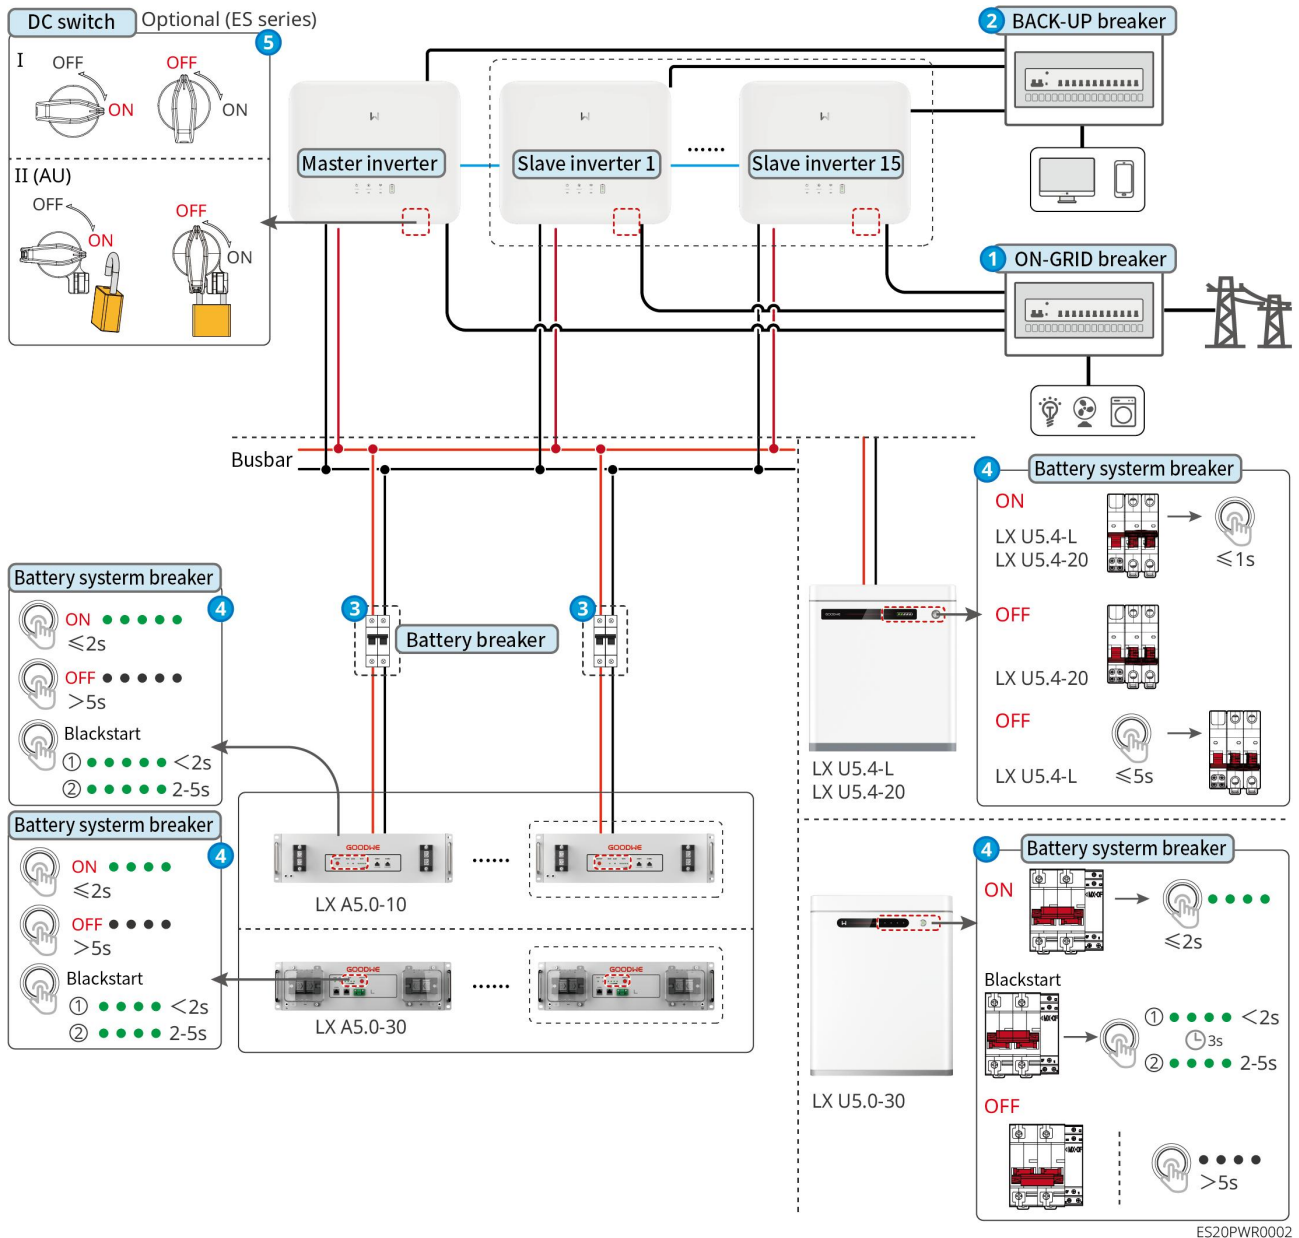 DC switch Optional (ES series)
5
I
OFF
ON
OFF
ON
II (AU)
OFF
ON
OFF
ON
Master inverter
Slave inverter 1
......
Slave inverter 15
2 BACK-UP breaker
1 ON-GRID breaker
Busbar
Battery systerm breaker
4
ON
≤2s
OFF
>5s
Blackstart
① <2s
② 2-5s
3
Battery breaker
3
Battery systerm breaker
4
ON
≤2s
OFF
>5s
Blackstart
① <2s
② 2-5s
GOODWE
......
GOODWE
LX A5.0-10
GOODWE
......
GOODWE
LX A5.0-30
LX U5.4-L
LX U5.4-20
4 Battery systerm breaker
ON
LX U5.4-L
LX U5.4-20
≤1s
OFF
LX U5.4-20
OFF
LX U5.4-L
≤5s
LX U5.0-30
4 Battery systerm breaker
ON
≤2s
Blackstart
① <2s
3s
② 2-5s
OFF
>5s
ES20PWR0002